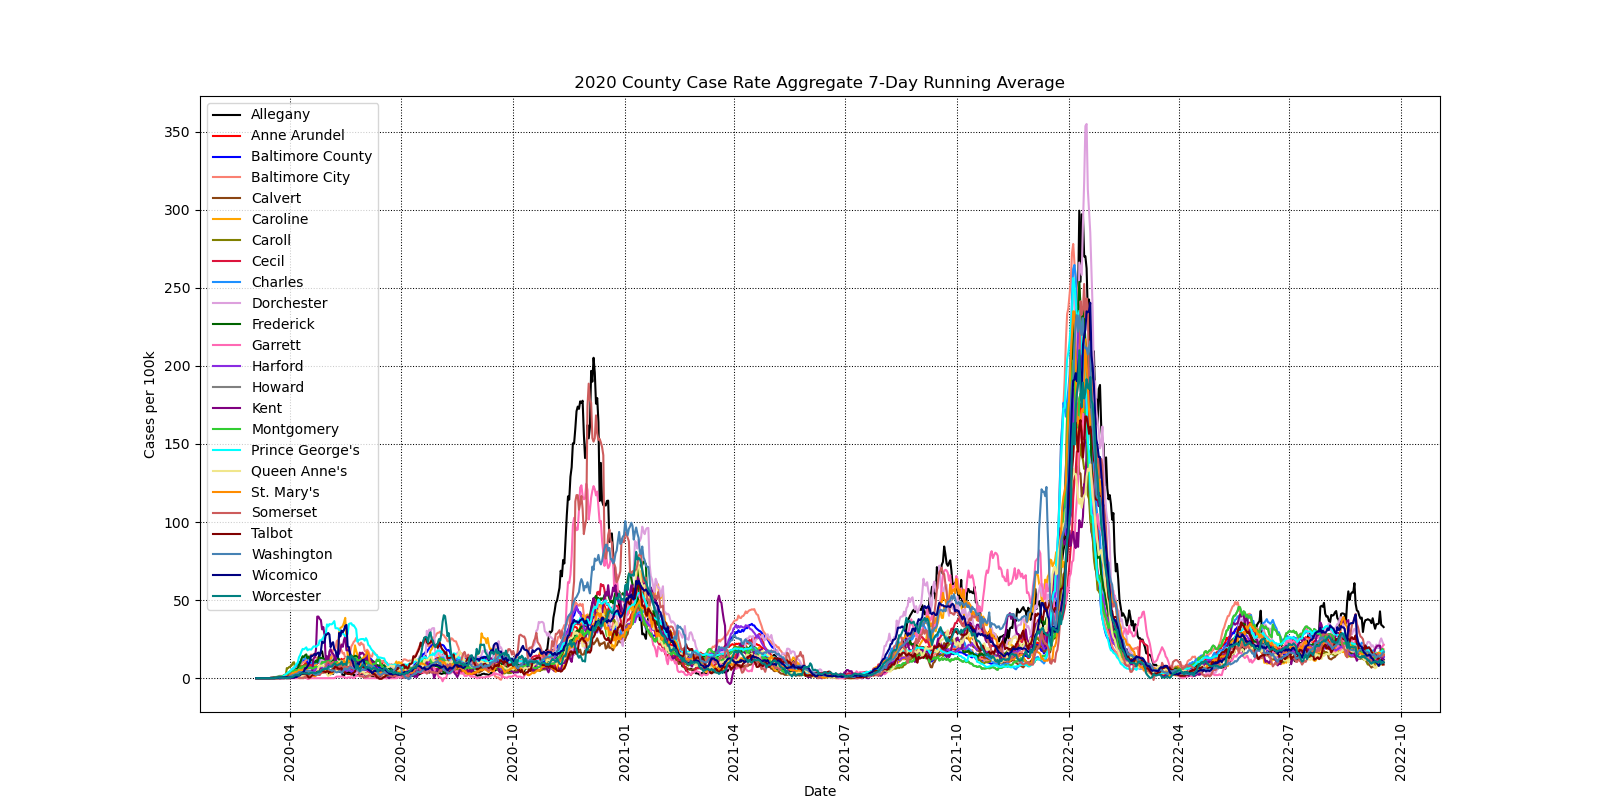 2020 County Case Rate Aggregate 7-Day Running Average
Allegany
Anne Arundel
Baltimore County
Baltimore City
Calvert
Caroline
Caroll
Cecil
Charles
Dorchester
Frederick
Garrett
Harford
Howard
Kent
Montgomery
Prince George's
Queen Anne's
St. Mary's
Somerset
Talbot
Washington
Wicomico
Worcester
Cases per 100k
350
300
250
200
150
100
50
0
2020-04
2020-07
2020-10
2021-01
2021-04
2021-07
2021-10
2022-01
2022-04
2022-07
2022-10
Date